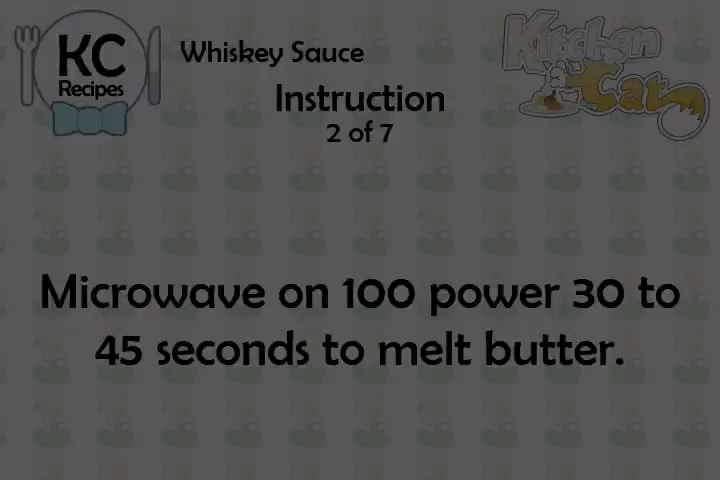 KC
Recipes
Whiskey Sauce
Instruction
2 of 7
Kitchen
Cat
Microwave on 100 power 30 to
45 seconds to melt butter.